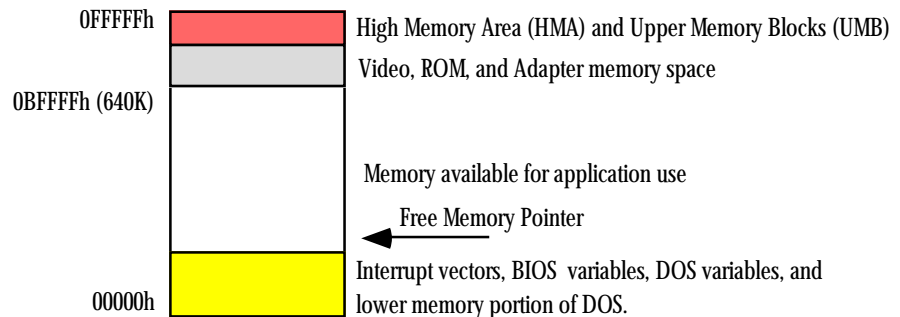 0FFFFFh
High Memory Area (HMA) and Upper Memory Blocks (UMB)
Video, ROM, and Adapter memory space
0BFFFFh (640K)
Memory available for application use
Free Memory Pointer
Interrupt vectors, BIOS variables, DOS variables, and
lower memory portion of DOS.
00000h